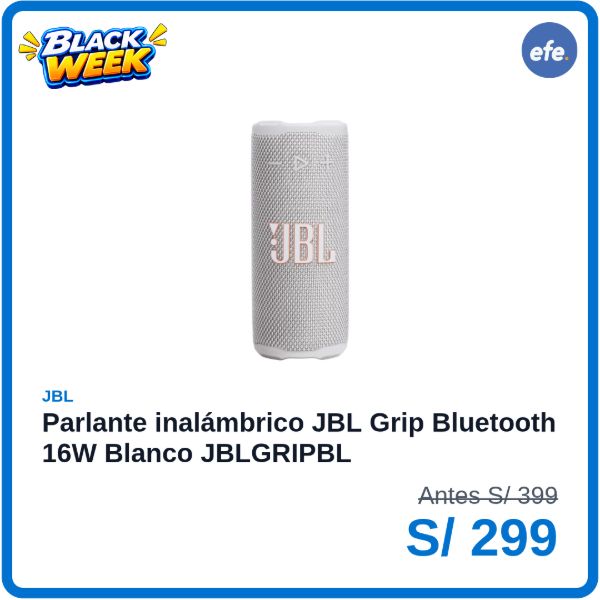 BLACK
WEEK
efe.
JBL
JBL
Parlante inalámbrico JBL Grip Bluetooth
16W Blanco JBLGRIPBL
Antes S/ 399
S/ 299